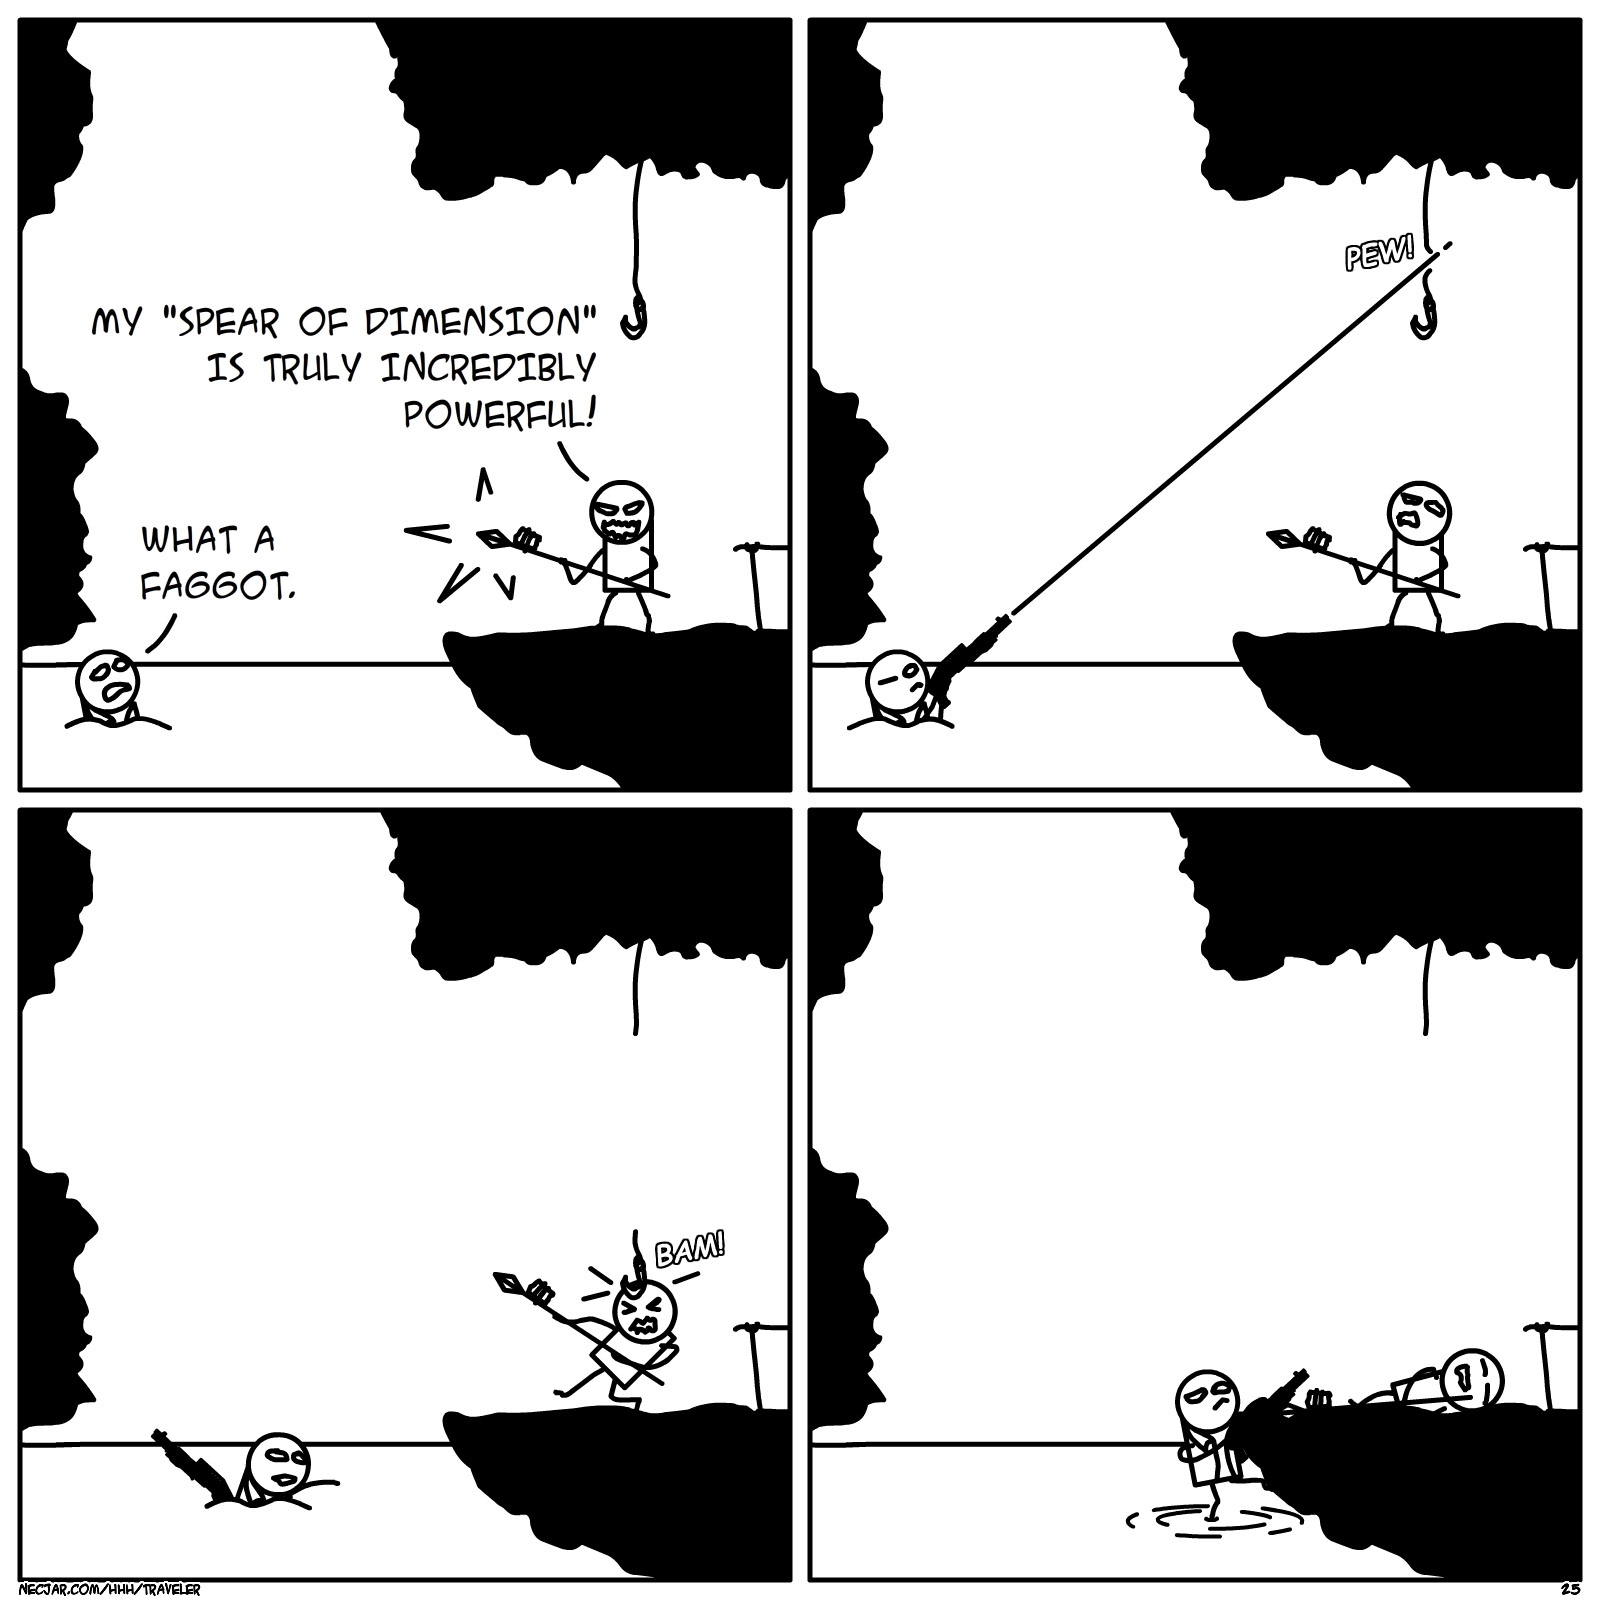 MY "SPEAR OF DIMENSION"
IS TRULY INCREDIBLY
POWERFUL!
WHAT A
FAGGOT.
PEW!
BAM!
NECJAR.COM/HHH/TRAVELER
25